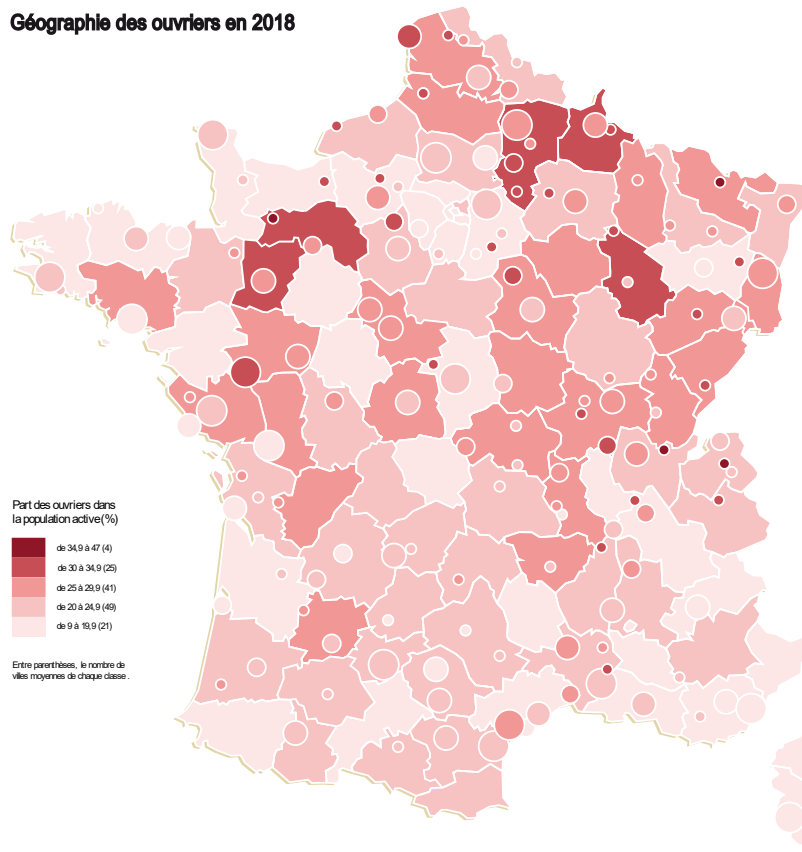 Géographie des ouvriers en 2018
Part des ouvriers dans
la population active(%)
de 34,9 à 47 (4)
de 30 à 34,9 (25)
de 25 à 29,9 (41)
de 20 à 24,9 (49)
de 9 à 19,9 (21)
Entre parenthèses, le nombre de
villes moyennes de chaque classe .